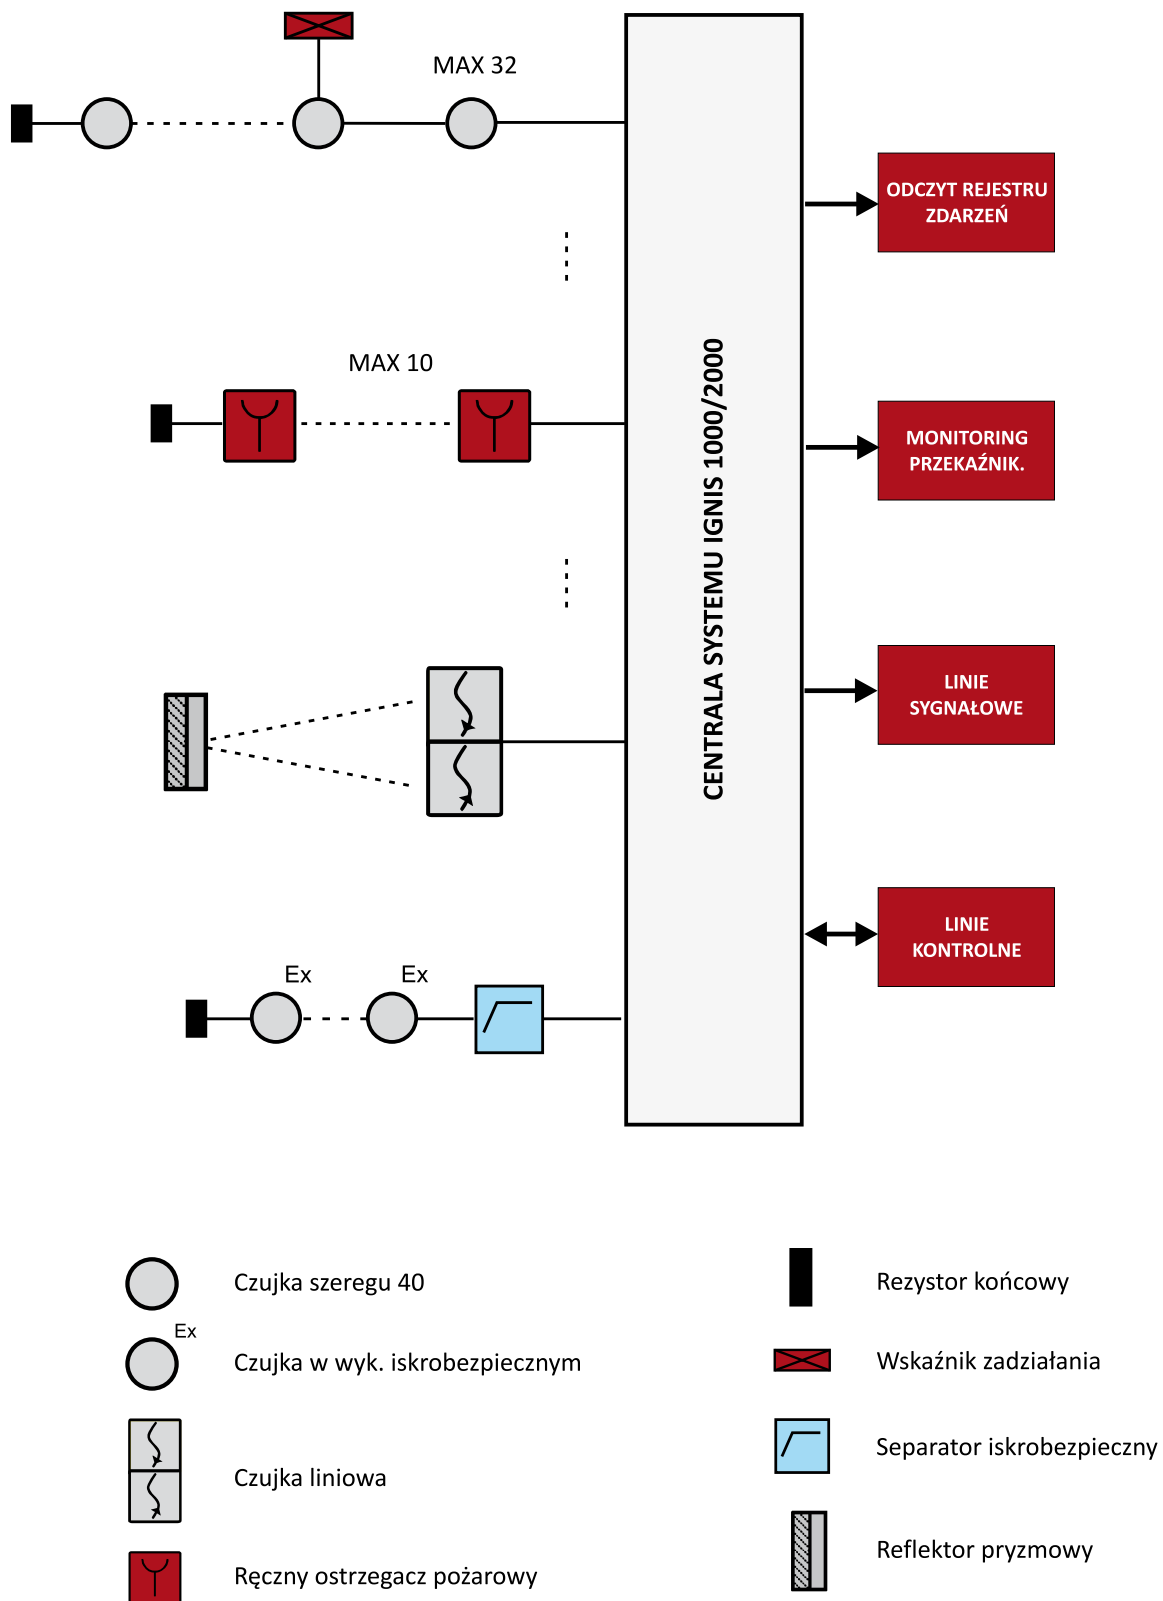 MAX 32
ODCZYT REJESTRU
ZDARZEŃ
MAX 10
CENTRALA SYSTEMU IGNIS 1000/2000
MONITORING
PRZEKAŹNIK.
LINIE
SYGNAŁOWE
LINIE
KONTROLNE
Ex
Ex
Czujka szeregu 40
Rezystor końcowy
Ex
Czujka w wyk. iskrobezpiecznym
Wskaźnik zadziałania
Czujka liniowa
Separator iskrobezpieczny
Ręczny ostrzegacz pożarowy
Reflektor pryzmowy